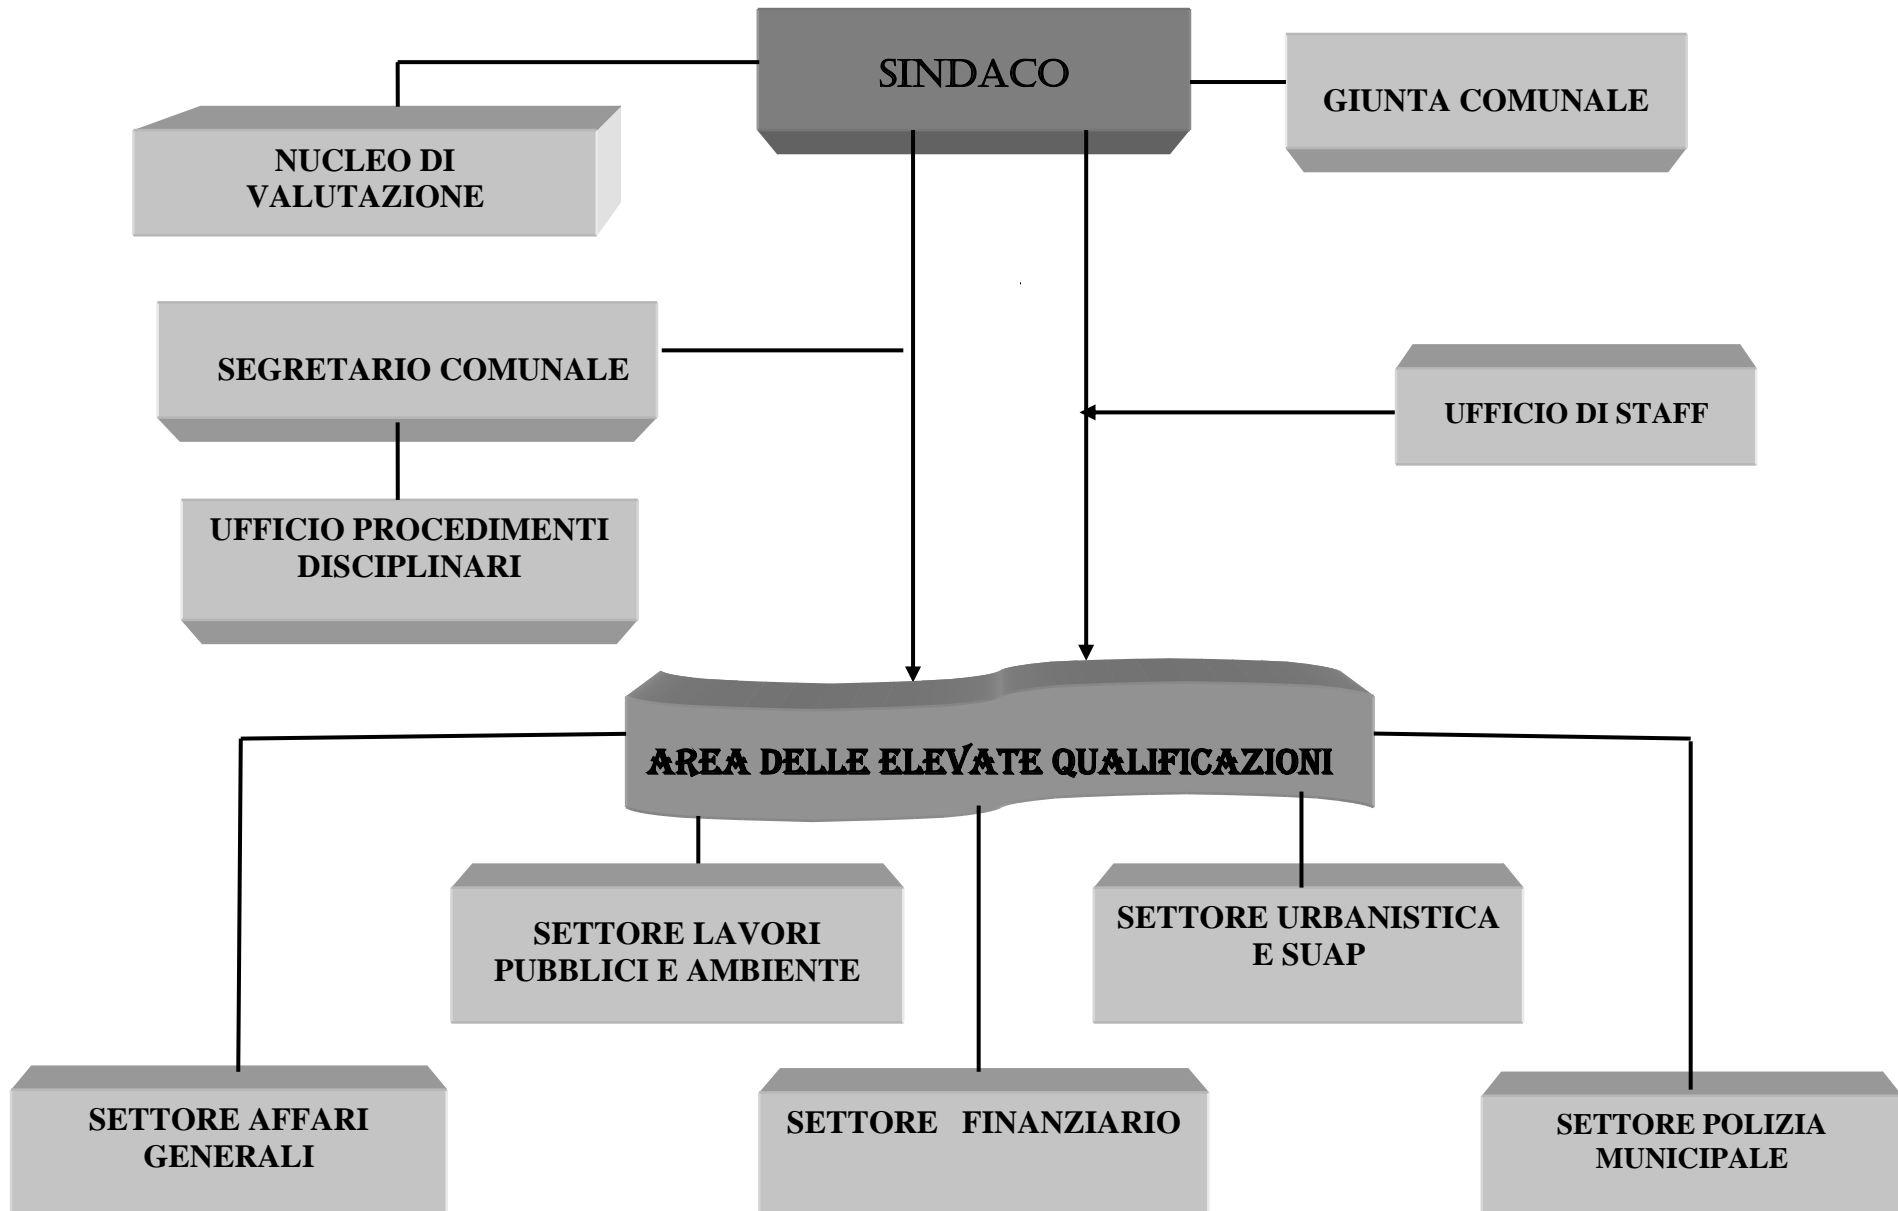 SINDACO
GIUNTA COMUNALE
NUCLEO DI
VALUTAZIONE
SEGRETARIO COMUNALE
UFFICIO DI STAFF
UFFICIO PROCEDIMENTI
DISCIPLINARI
AREA DELLE ELEVATE QUALIFICAZIONI
SETTORE LAVORI
PUBBLICI E AMBIENTE
SETTORE URBANISTICA
E SUAP
SETTORE AFFARI
GENERALI
SETTORE FINANZIARIO
SETTORE POLIZIA
MUNICIPALE